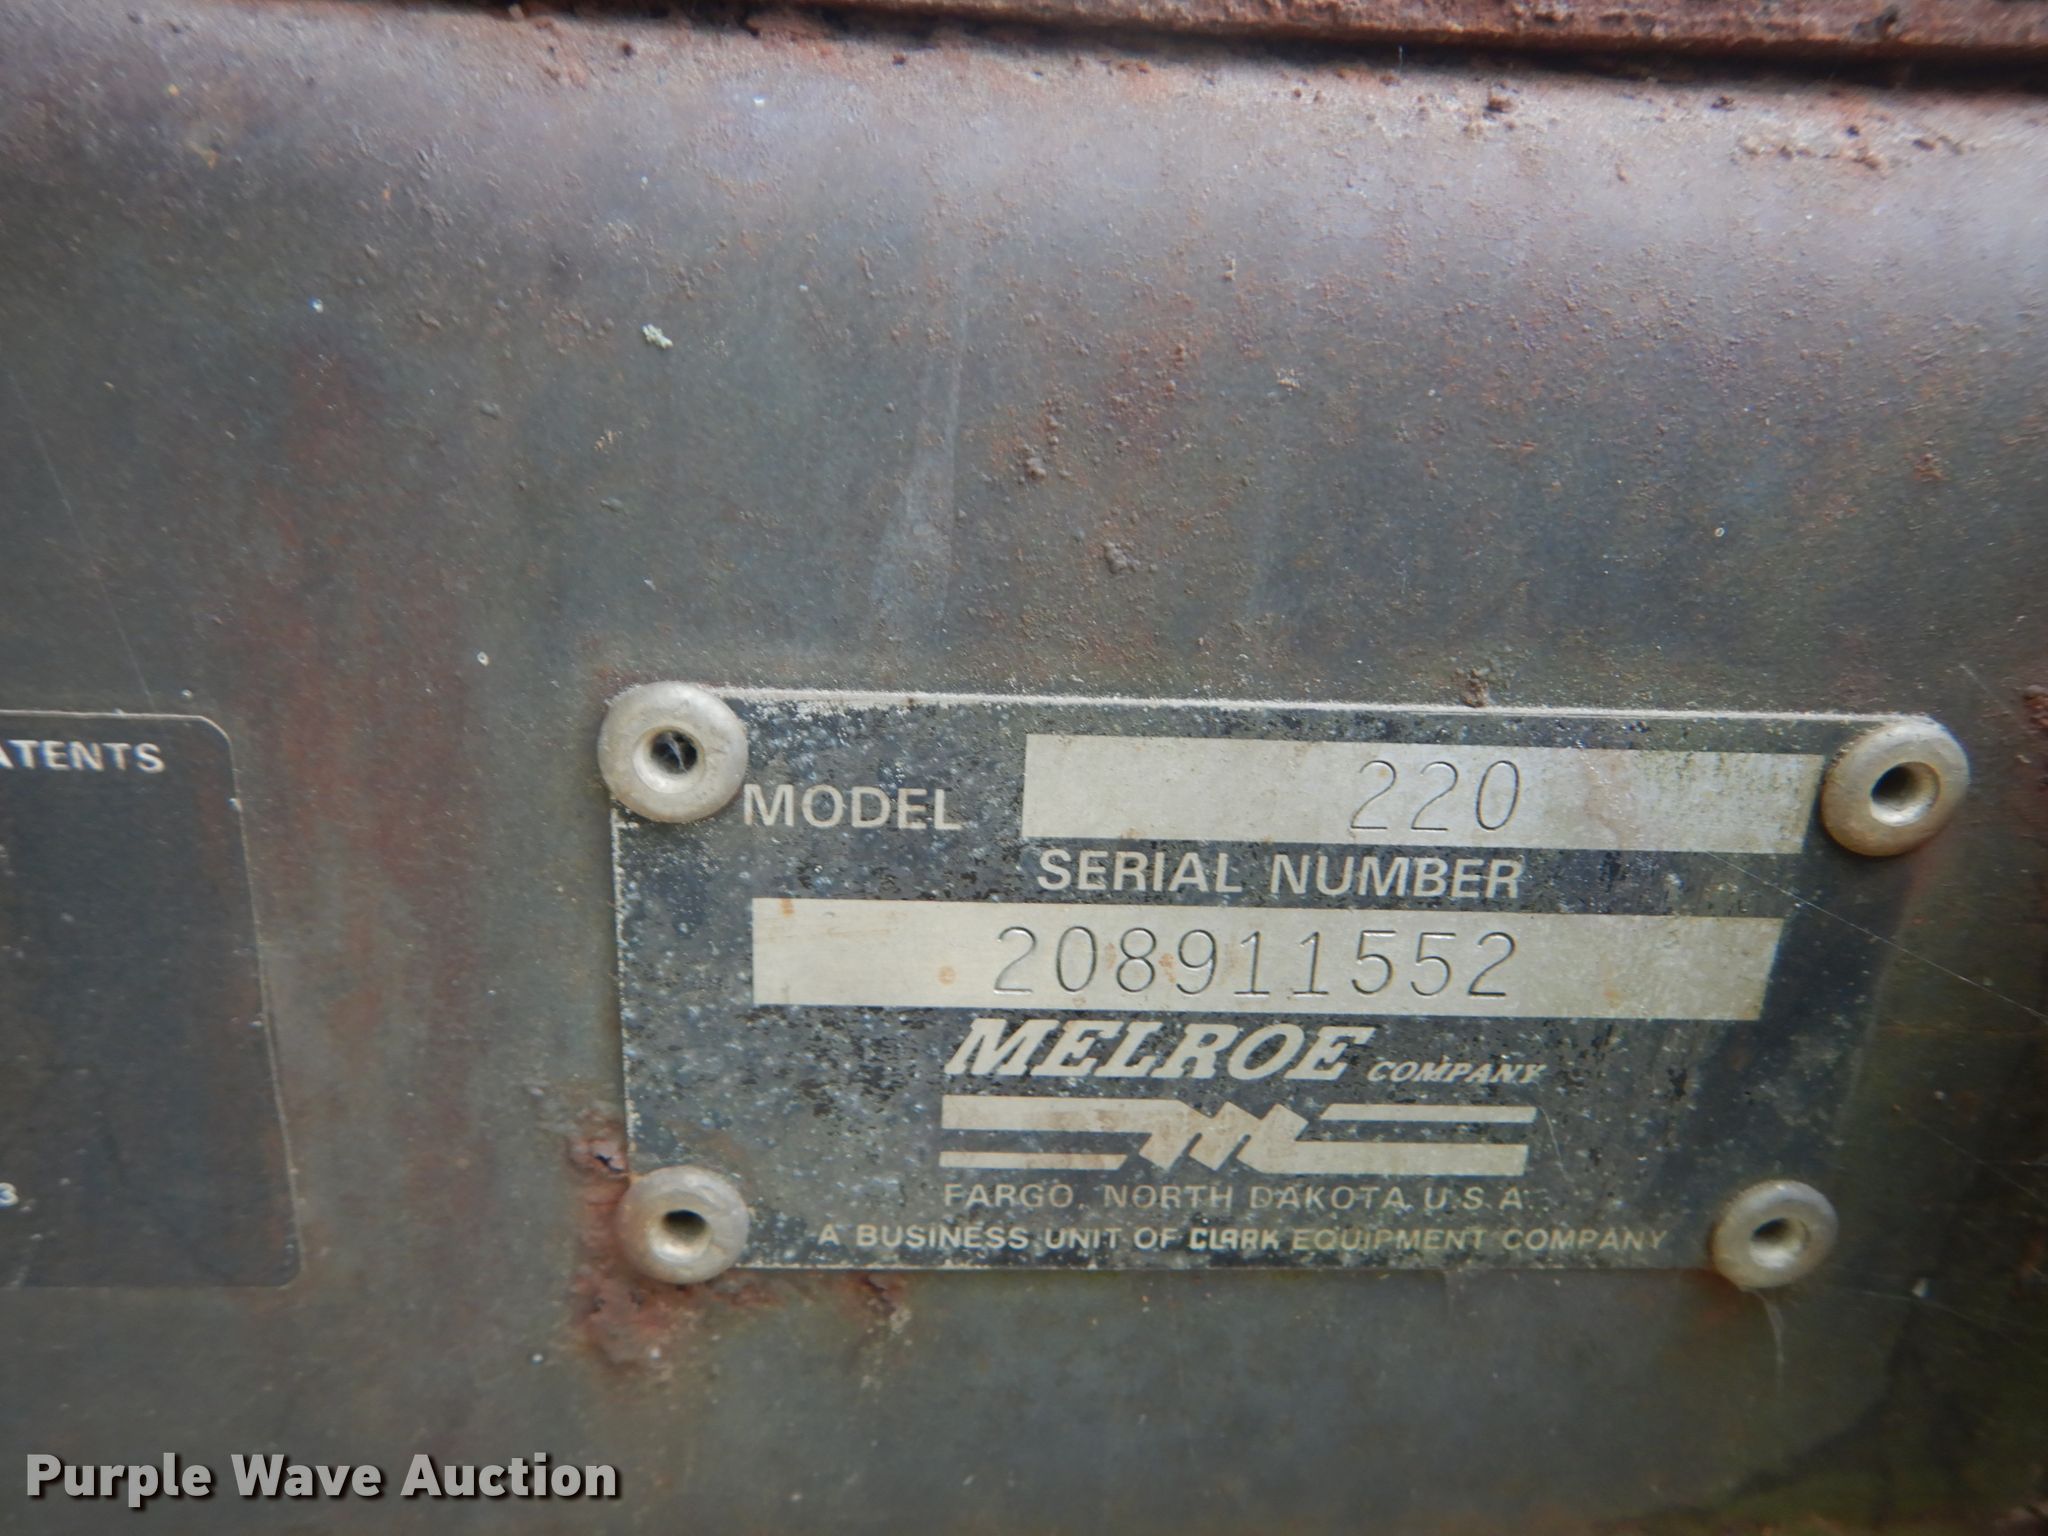 ATENTS
3
MODEL 220
SERIAL NUMBER
208911552
MELROE COMPANY
FARGO, NORTH DAKOTA U.S.A.
A BUSINESS UNIT OF CLARK EQUIPMENT COMPANY
Purple Wave Auction